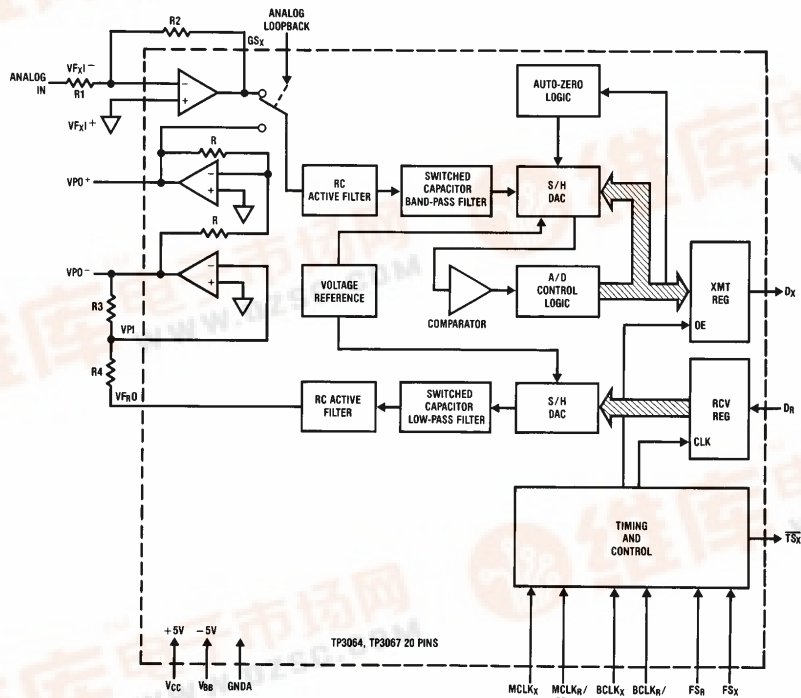 R2
ANALOG
LOOPBACK
GSX
ANALOG
IN
VFXI−
R1
VFXI+
−
+
AUTO-ZERO
LOGIC
R
VPO+
−
+
RC
ACTIVE FILTER
SWITCHED
CAPACITOR
BAND-PASS FILTER
S/H
DAC
R
VPO−
−
+
R3
VPI
R4
VFRO
VOLTAGE
REFERENCE
COMPARATOR
A/D
CONTROL
LOGIC
XMT
REG
OE
DX
RC ACTIVE
FILTER
SWITCHED
CAPACITOR
LOW-PASS FILTER
S/H
DAC
RCV
REG
CLK
DR
TIMING
AND
CONTROL
TSX
+5V
−5V
TP3064, TP3067 20 PINS
VCC
VBB
GNDA
MCLKX
MCLKR/
BCLKX
BCLKR/
FSR
FSX